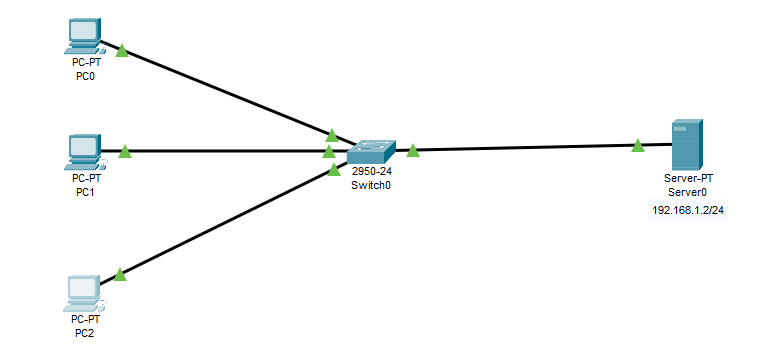 PC-PT
PC0
PC-PT
PC1
2950-24
Switch0
Server-PT
Server0
192.168.1.2/24
PC-PT
PC2